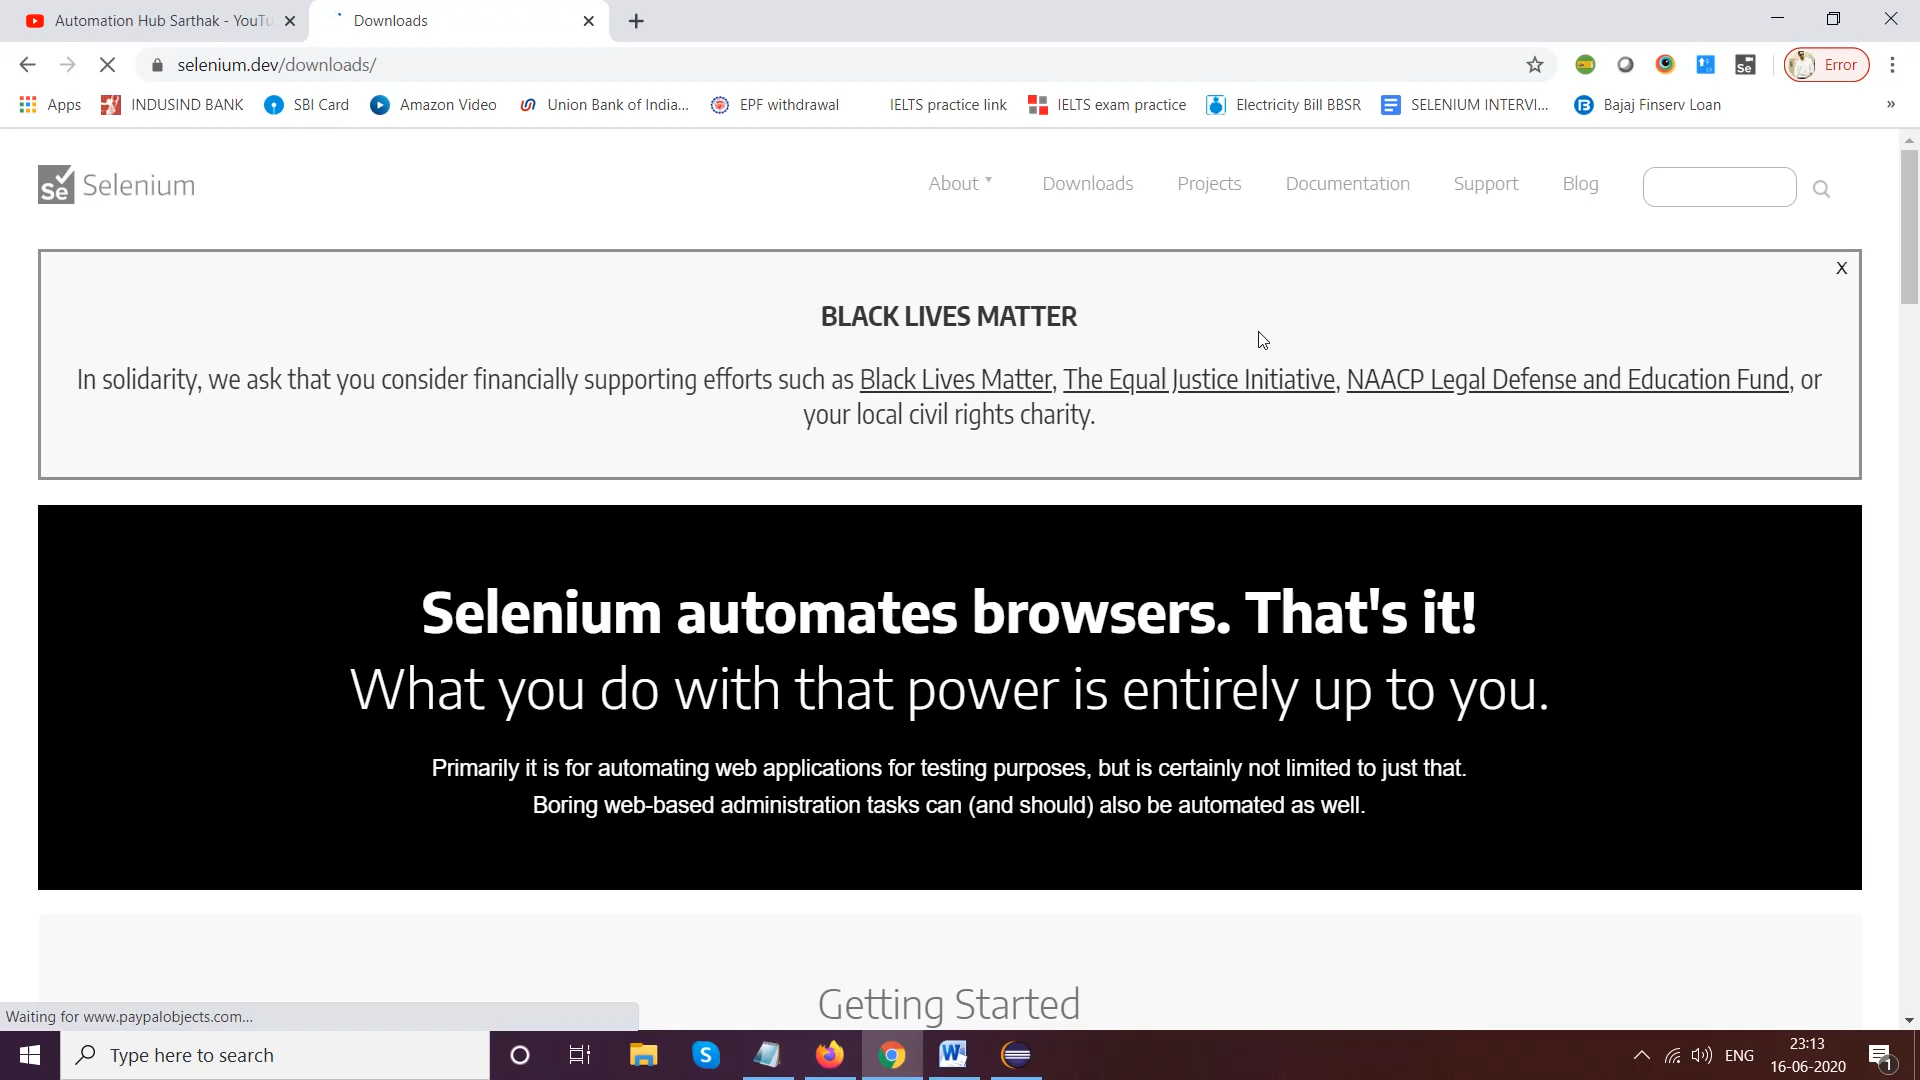 Automation Hub Sarthak - YouTu
Downloads
selenium.dev/downloads/
Se
Error
Apps
INDUSIND BANK
SBI Card
Amazon Video
Union Bank of India...
EPF withdrawal
IELTS practice link
IELTS exam practice
Electricity Bill BBSR
SELENIUM INTERVI...
Bajaj Finserv Loan
»
Se Selenium
About
Downloads
Projects
Documentation
Support
Blog
X
BLACK LIVES MATTER
In solidarity, we ask that you consider financially supporting efforts such as Black Lives Matter, The Equal Justice Initiative, NAACP Legal Defense and Education Fund, or
your local civil rights charity.
Selenium automates browsers. That's it!
What you do with that power is entirely up to you.
Primarily it is for automating web applications for testing purposes, but is certainly not limited to just that.
Boring web-based administration tasks can (and should) also be automated as well.
Getting Started
Waiting for www.paypalobjects.com...
Type here to search
ENG
23:13
16-06-2020
1